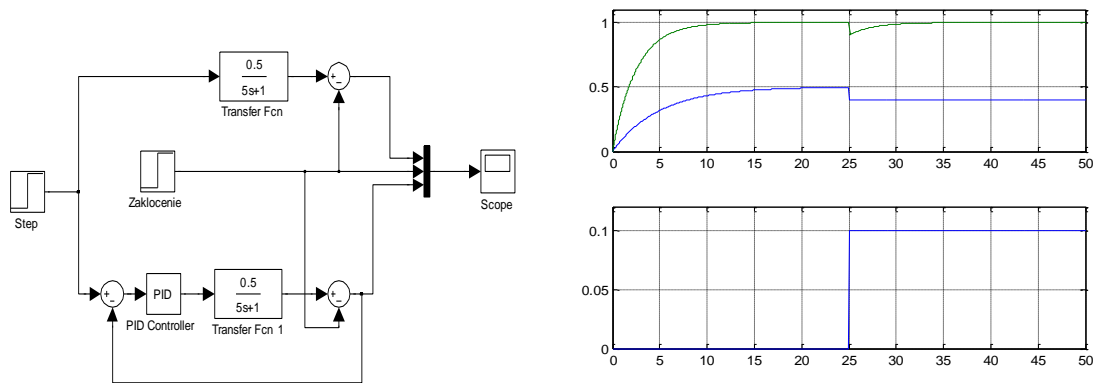 0.5
5s+1
Transfer Fcn
+
−
Zaklocenie
Step
Scope
+
−
PID
PID Controller
0.5
5s+1
Transfer Fcn 1
+
−
1
0.5
0
0 5 10 15 20 25 30 35 40 45 50
0.1
0.05
0
0 5 10 15 20 25 30 35 40 45 50